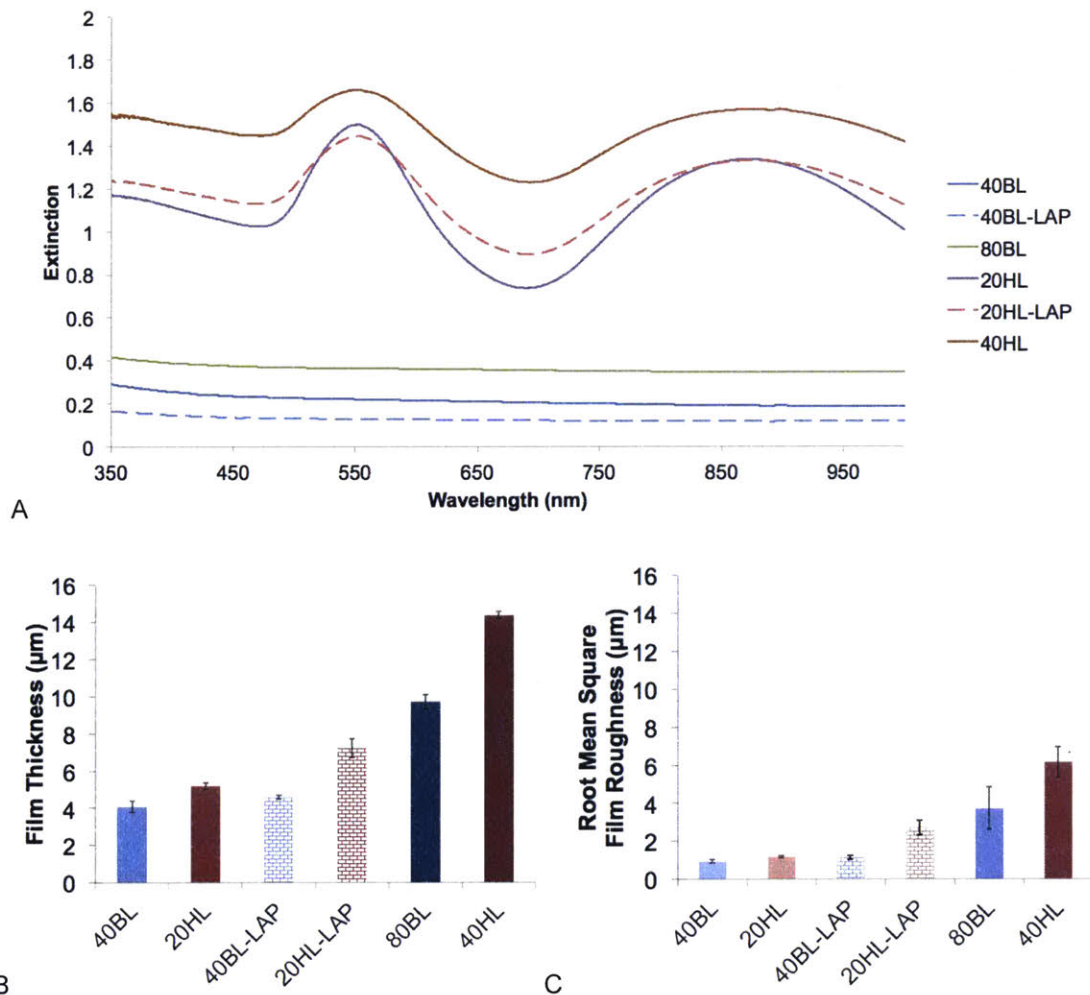 2
1.8
1.6
1.4
1.2
1
0.8
0.6
0.4
0.2
0
Extinction
350 450 550 650 750 850 950
Wavelength (nm)
40BL
40BL-LAP
80BL
20HL
20HL-LAP
40HL
A
16
14
12
10
8
6
4
2
0
Film Thickness (µm)
40BL 20HL 40BL-LAP 20HL-LAP 80BL 40HL
B
16
14
12
10
8
6
4
2
0
Root Mean Square
Film Roughness (µm)
40BL 20HL 40BL-LAP 20HL-LAP 80BL 40HL
C